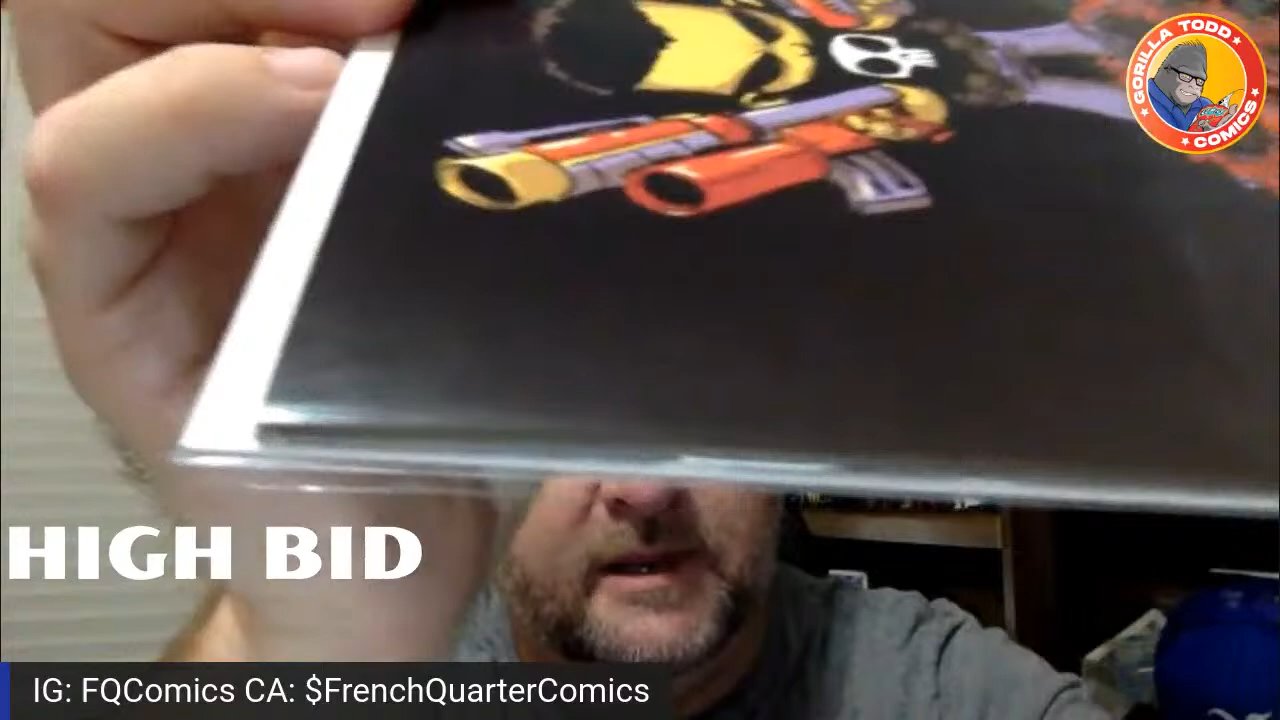 GORILLA TODD
COMICS
HIGH BID
IG: FQComics CA: $FrenchQuarterComics